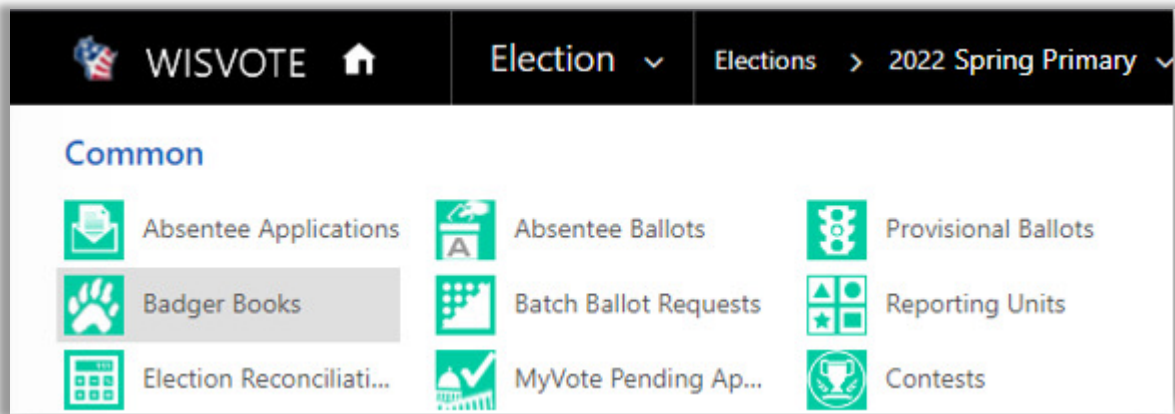 WISVOTE Election Elections > 2022 Spring Primary
Common
Absentee Applications Absentee Ballots Provisional Ballots
Badger Books Batch Ballot Requests Reporting Units
Election Reconciliati... MyVote Pending Ap... Contests